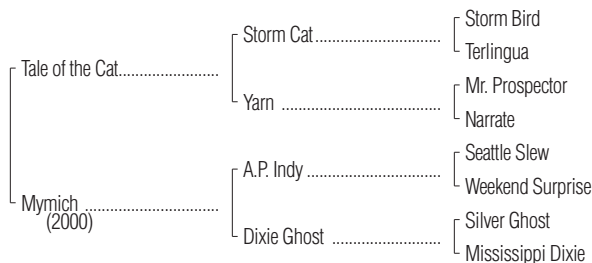 Storm Bird
Storm Cat........................................
Terlingua
Tale of the Cat........................
Mr. Prospector
Yarn ................................................
Narrate
Seattle Slew
A.P. Indy ..........................................
Weekend Surprise
Mymich ................................
(2000)
Silver Ghost
Dixie Ghost ..................................
Mississippi Dixie